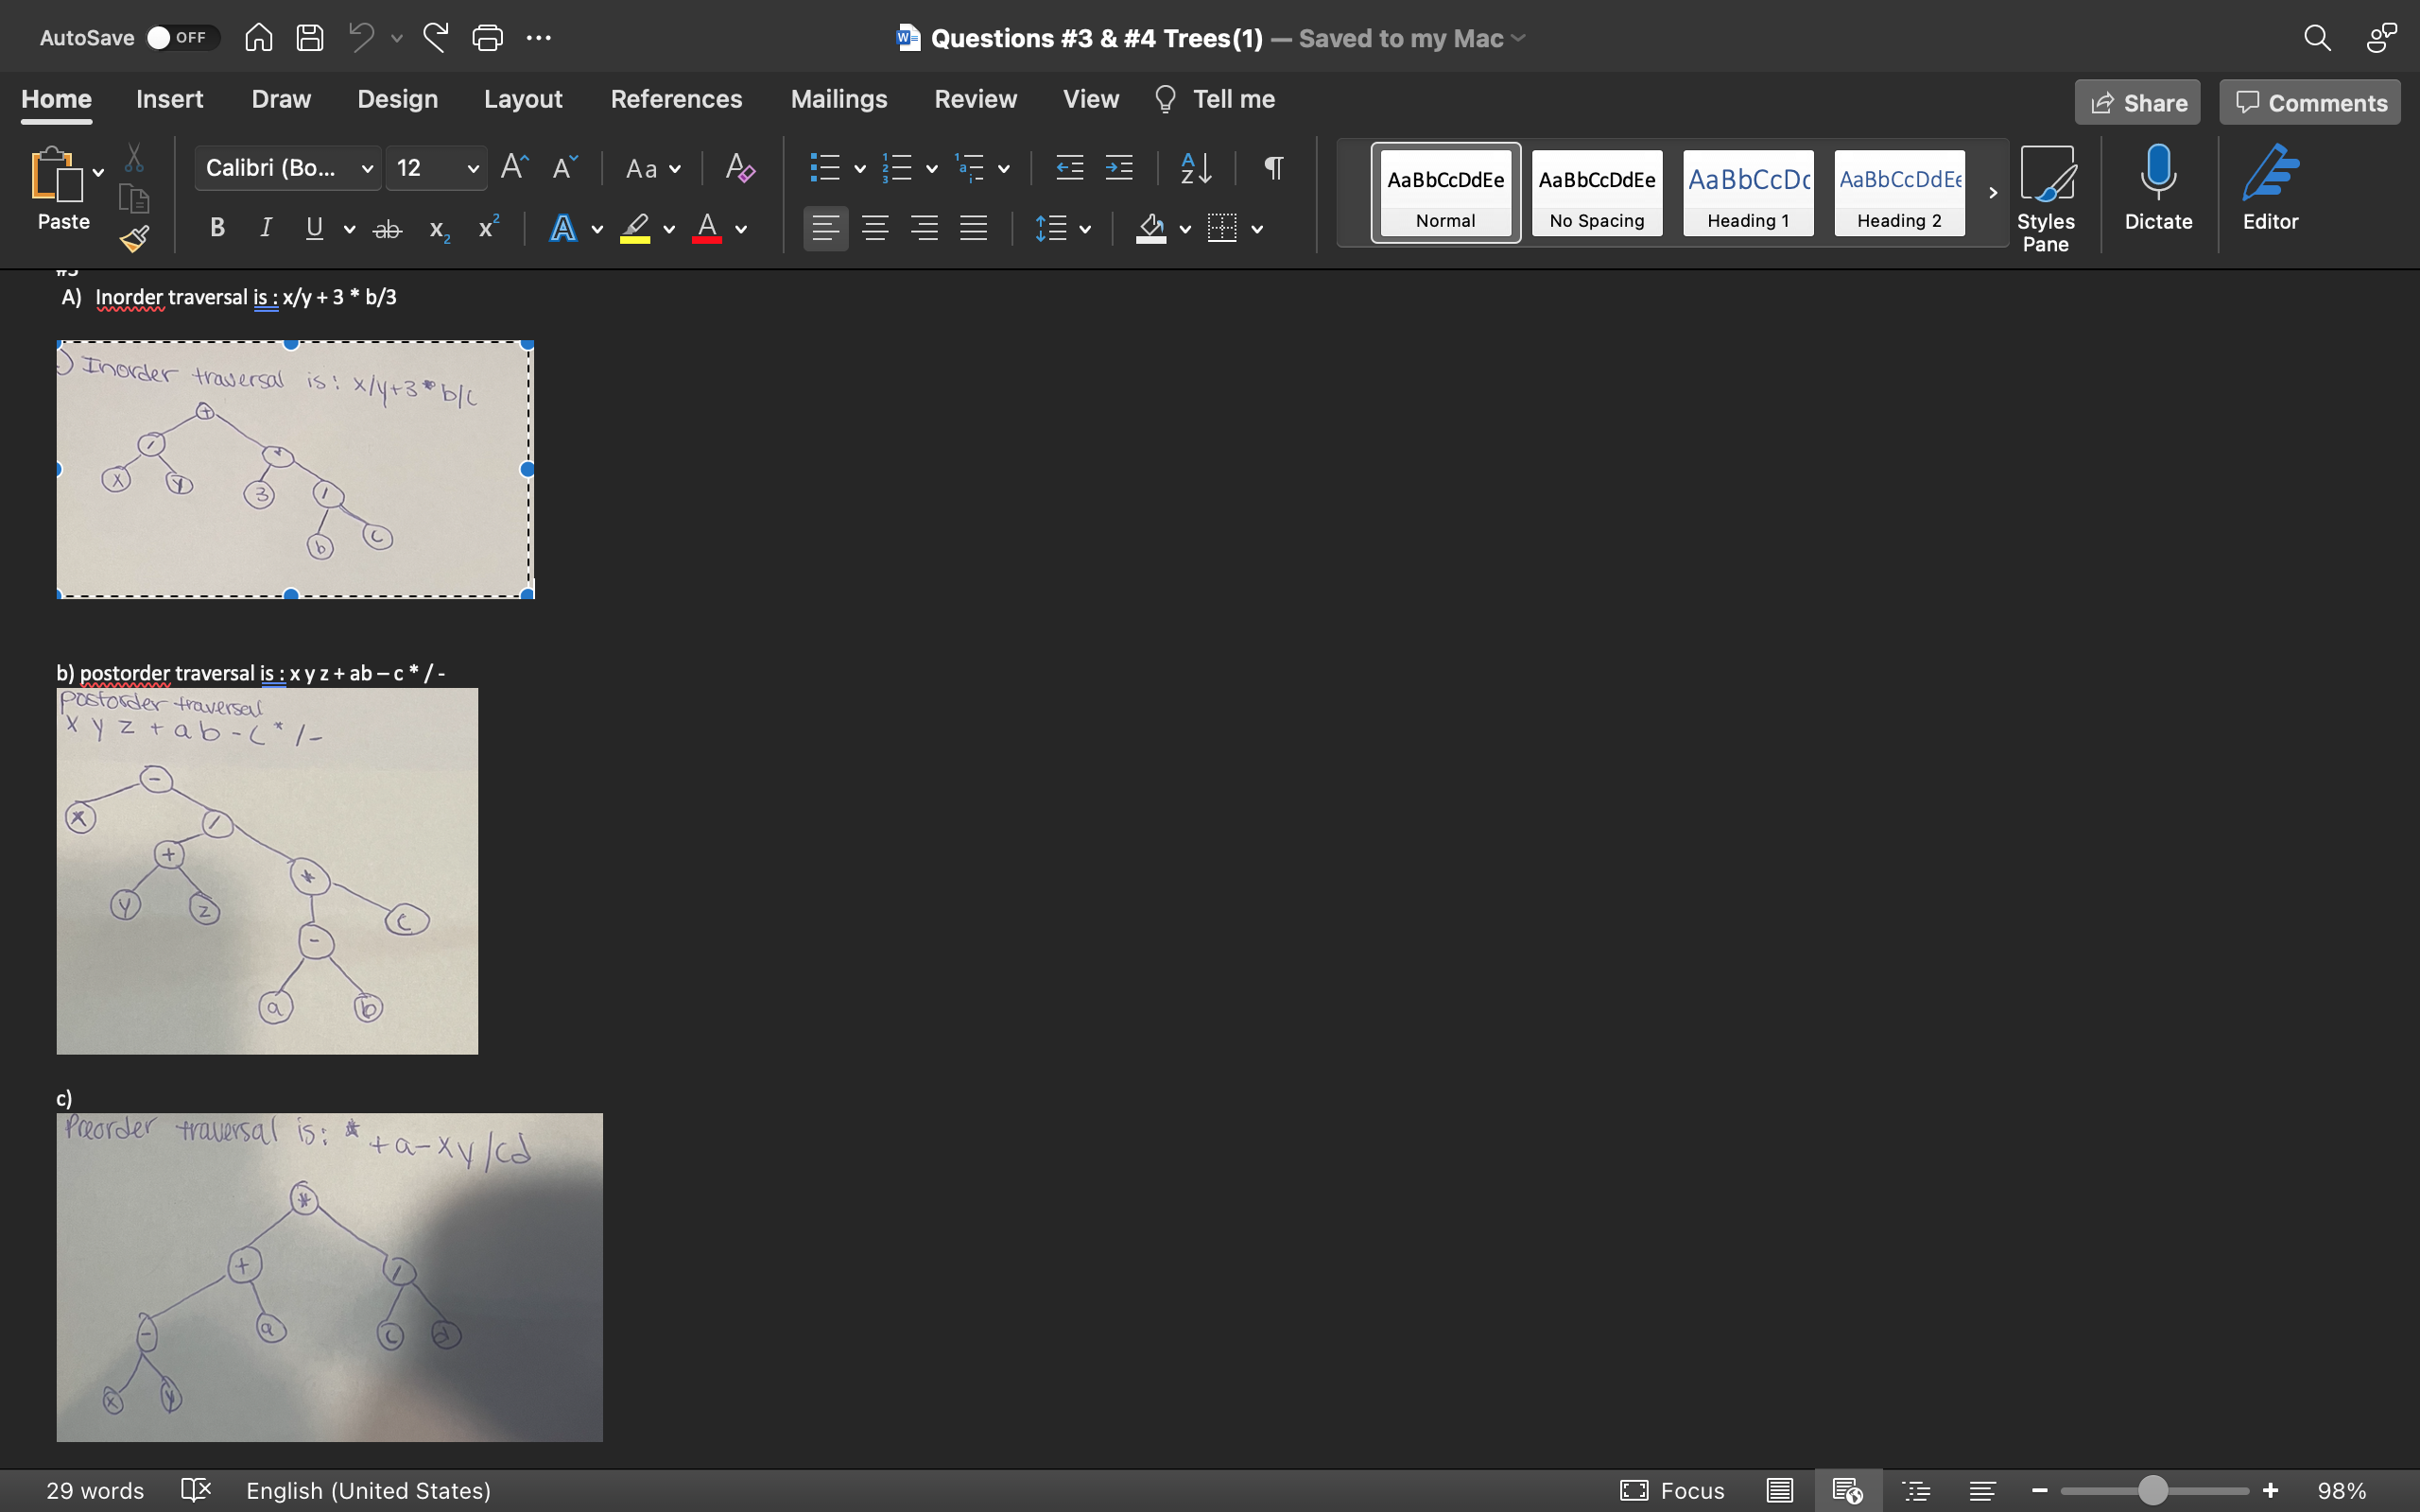 AutoSave OFF Questions #3 & #4 Trees(1) — Saved to my Mac
Home Insert Draw Design Layout References Mailings Review View Tell me Share Comments
Paste Calibri (Bo... 12 Aa AaBbCcDdEe Normal AaBbCcDdEe No Spacing AaBbCcDc Heading 1 AaBbCcDdEe Heading 2 Styles Pane Dictate Editor
#3
A) Inorder traversal is : x/y + 3 * b/3
) Inorder traversal is: x/y+3*b/c
+
/ *
x y 3 /
b c
b) postorder traversal is : x y z + ab – c * / -
Postorder traversal
x y z + a b - c * / -
-
x /
+ *
y z c
-
a b
c)
Preorder traversal is: * + a - x y / c d
*
+ /
- a c d
x y
29 words English (United States) Focus 98%